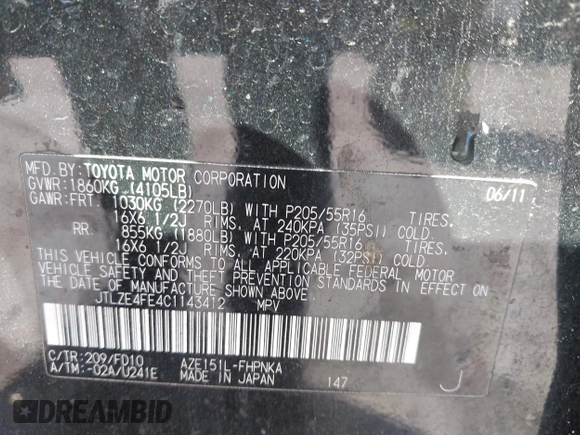 MFD. BY: TOYOTA MOTOR CORPORATION 06/11
GVWR: 1860KG (4105LB)
GAWR: FRT. 1030KG (2270LB) WITH P205/55R16 TIRES,
16X6 1/2J RIMS, AT 240KPA (35PSI) COLD.
RR. 855KG (1880LB) WITH P205/55R16 TIRES,
16X6 1/2J RIMS, AT 220KPA (32PSI) COLD.
THIS VEHICLE CONFORMS TO ALL APPLICABLE FEDERAL MOTOR
VEHICLE SAFETY AND THEFT PREVENTION STANDARDS IN EFFECT ON
THE DATE OF MANUFACTURE SHOWN ABOVE.
JTLZE4FE4C1143412 MPV
C/TR: 209/FD10 AZE151L-FHPNKA
A/TM: -02A/U241E MADE IN JAPAN 147 J
DREAMBID